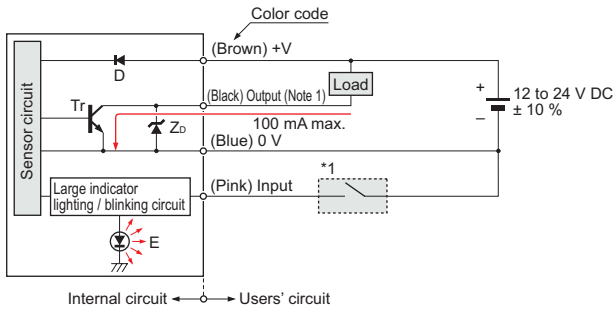 Color code
(Brown) +V
D
Sensor circuit
Load
Tr
(Black) Output (Note 1)
+
12 to 24 V DC
± 10 %
–
ZD
100 mA max.
(Blue) 0 V
*1
Large indicator
lighting / blinking circuit
(Pink) Input
E
Internal circuit
Users' circuit